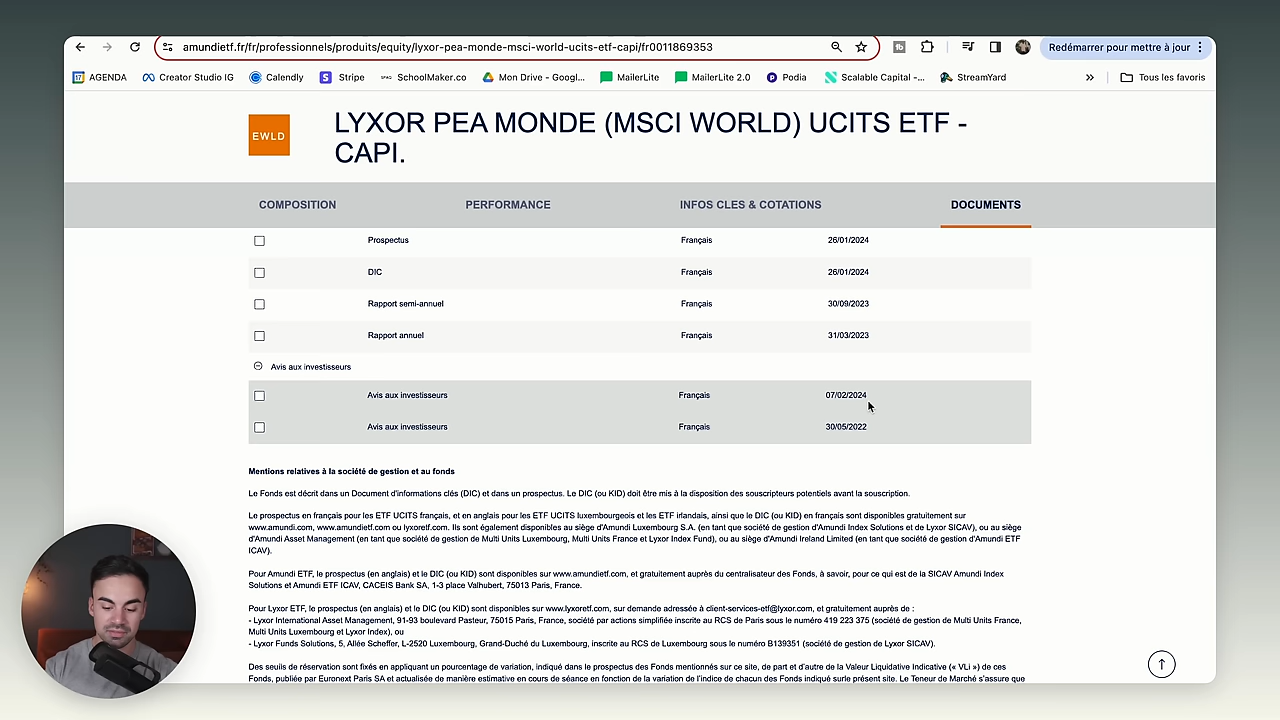 amundietf.fr/fr/professionnels/produits/equity/lyxor-pea-monde-msci-world-ucits-etf-capi/fr0011869353
Redémarrer pour mettre à jour
17 AGENDA
Creator Studio IG
Calendly
S Stripe
SchoolMaker.co
Mon Drive - Googl...
MailerLite
MailerLite 2.0
Podia
Scalable Capital -...
StreamYard
»
Tous les favoris
EWLD
LYXOR PEA MONDE (MSCI WORLD) UCITS ETF -
CAPI.
COMPOSITION PERFORMANCE INFOS CLES & COTATIONS DOCUMENTS
Prospectus Français 26/01/2024
DIC Français 26/01/2024
Rapport semi-annuel Français 30/09/2023
Rapport annuel Français 31/03/2023
Avis aux investisseurs
Avis aux investisseurs Français 07/02/2024
Avis aux investisseurs Français 30/05/2022
Mentions relatives à la société de gestion et au fonds
Le Fonds est décrit dans un Document d'informations clés (DIC) et dans un prospectus. Le DIC (ou KID) doit être mis à la disposition des souscripteurs potentiels avant la souscription.
Le prospectus en français pour les ETF UCITS français, et en anglais pour les ETF UCITS luxembourgeois et les ETF irlandais, ainsi que le DIC (ou KID) en français sont disponibles gratuitement sur
www.amundi.com, www.amundietf.com ou lyxoretf.com. Ils sont également disponibles au siège d'Amundi Luxembourg S.A. (en tant que société de gestion d'Amundi Index Solutions et de Lyxor SICAV), ou au siège
d'Amundi Asset Management (en tant que société de gestion de Multi Units Luxembourg, Multi Units France et Lyxor Index Fund), ou au siège d'Amundi Ireland Limited (en tant que société de gestion d'Amundi ETF
ICAV).
Pour Amundi ETF, le prospectus (en anglais) et le DIC (ou KID) sont disponibles sur www.amundietf.com, et gratuitement auprès du centralisateur des Fonds, à savoir, pour ce qui est de la SICAV Amundi Index
Solutions et Amundi ETF ICAV, CACEIS Bank SA, 1-3 place Valhubert, 75013 Paris, France.
Pour Lyxor ETF, le prospectus (en anglais) et le DIC (ou KID) sont disponibles sur www.lyxoretf.com, sur demande adressée à client-services-etf@lyxor.com, et gratuitement auprès de :
- Lyxor International Asset Management, 91-93 boulevard Pasteur, 75015 Paris, France, société par actions simplifiée inscrite au RCS de Paris sous le numéro 419 223 375 (société de gestion de Multi Units France,
Multi Units Luxembourg et Lyxor Index), ou
- Lyxor Funds Solutions, 5, Allée Scheffer, L-2520 Luxembourg, Grand-Duché du Luxembourg, inscrite au RCS de Luxembourg sous le numéro B139351 (société de gestion de Lyxor SICAV).
Des seuils de réservation sont fixés en appliquant un pourcentage de variation, indiqué dans le prospectus des Fonds mentionnés sur ce site, de part et d'autre de la Valeur Liquidative Indicative (« VLi ») de ces
Fonds, publiée par Euronext Paris SA et actualisée de manière estimative en cours de séance en fonction de la variation de l'indice de chacun des Fonds indiqué surle présent site. Le Teneur de Marché s'assure que